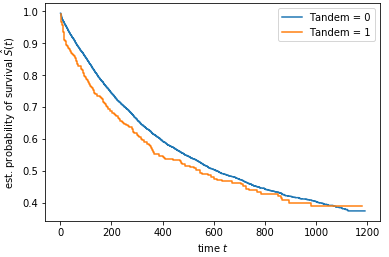 1.0
0.9
0.8
0.7
0.6
0.5
0.4
est. probability of survival Ŝ(t)
Tandem = 0
Tandem = 1
0 200 400 600 800 1000 1200
time t